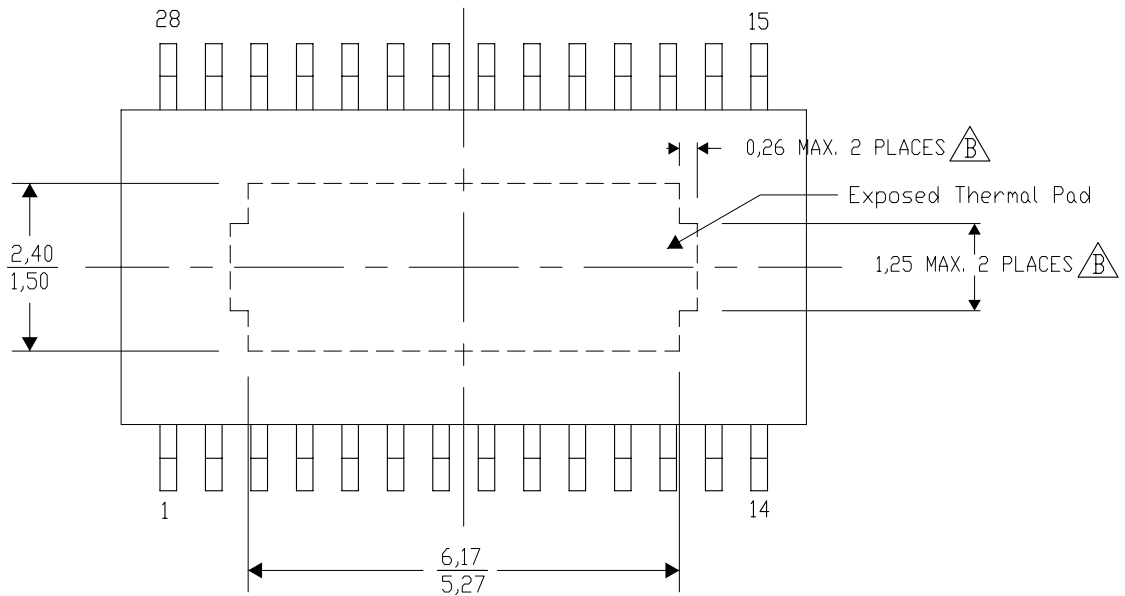 28
15
0,26 MAX. 2 PLACES B
Exposed Thermal Pad
2,40
1,50
1,25 MAX. 2 PLACES B
1
14
6,17
5,27